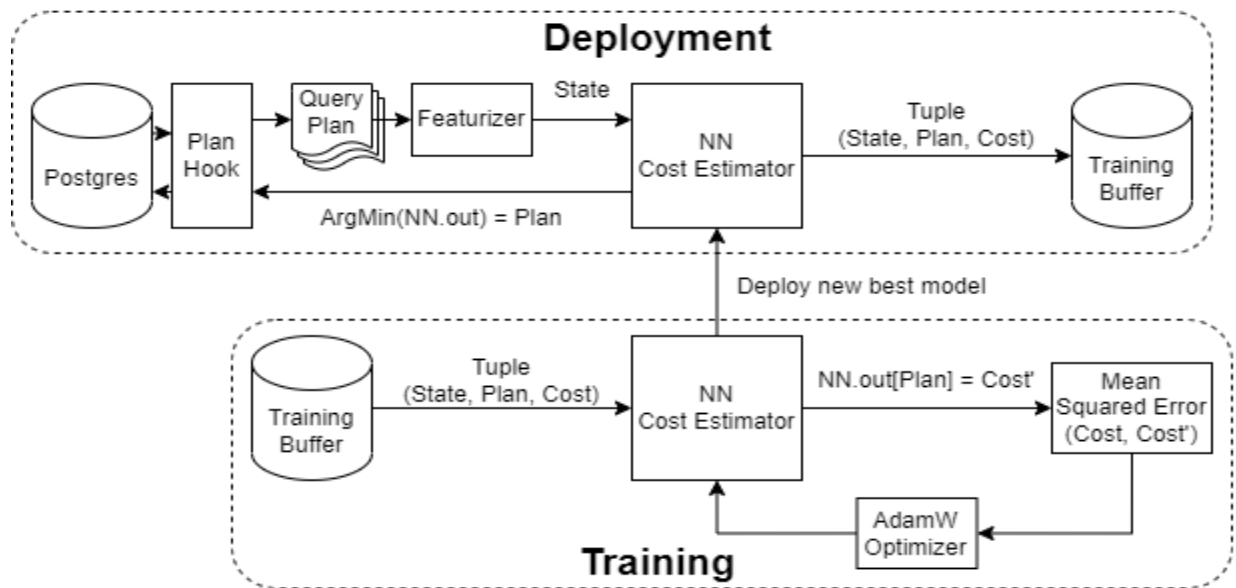 Deployment
Postgres
Plan
Hook
Query
Plan
Featurizer
State
NN
Cost Estimator
Tuple
(State, Plan, Cost)
Training
Buffer
ArgMin(NN.out) = Plan
Deploy new best model
Training
Buffer
Tuple
(State, Plan, Cost)
NN
Cost Estimator
NN.out[Plan] = Cost'
Mean
Squared Error
(Cost, Cost')
AdamW
Optimizer
Training